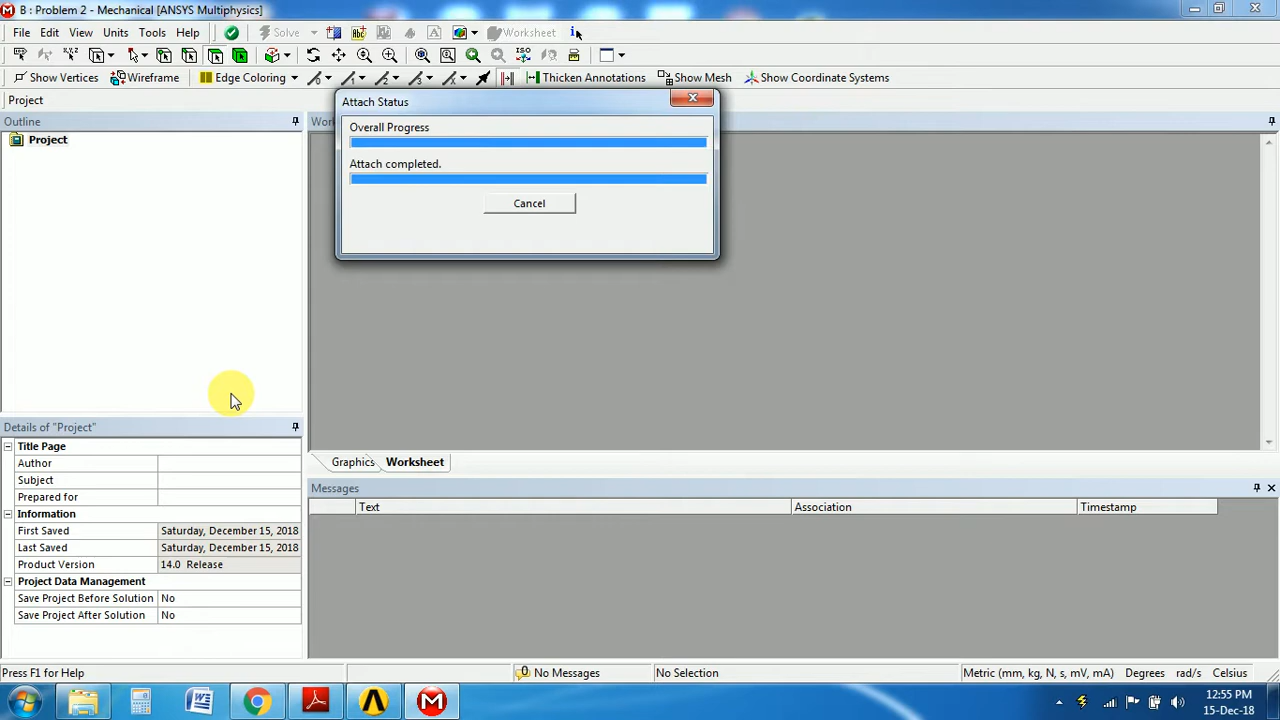 B : Problem 2 - Mechanical [ANSYS Multiphysics]
File Edit View Units Tools Help Solve Worksheet
Show Vertices Wireframe Edge Coloring Thicken Annotations Show Mesh Show Coordinate Systems
Project
Outline
Project
Attach Status
Overall Progress
Attach completed.
Cancel
Details of "Project"
Title Page
Author
Subject
Prepared for
Information
First Saved Saturday, December 15, 2018
Last Saved Saturday, December 15, 2018
Product Version 14.0 Release
Project Data Management
Save Project Before Solution No
Save Project After Solution No
Graphics Worksheet
Messages
Text Association Timestamp
Press F1 for Help 0 No Messages No Selection Metric (mm, kg, N, s, mV, mA) Degrees rad/s Celsius
12:55 PM
15-Dec-18